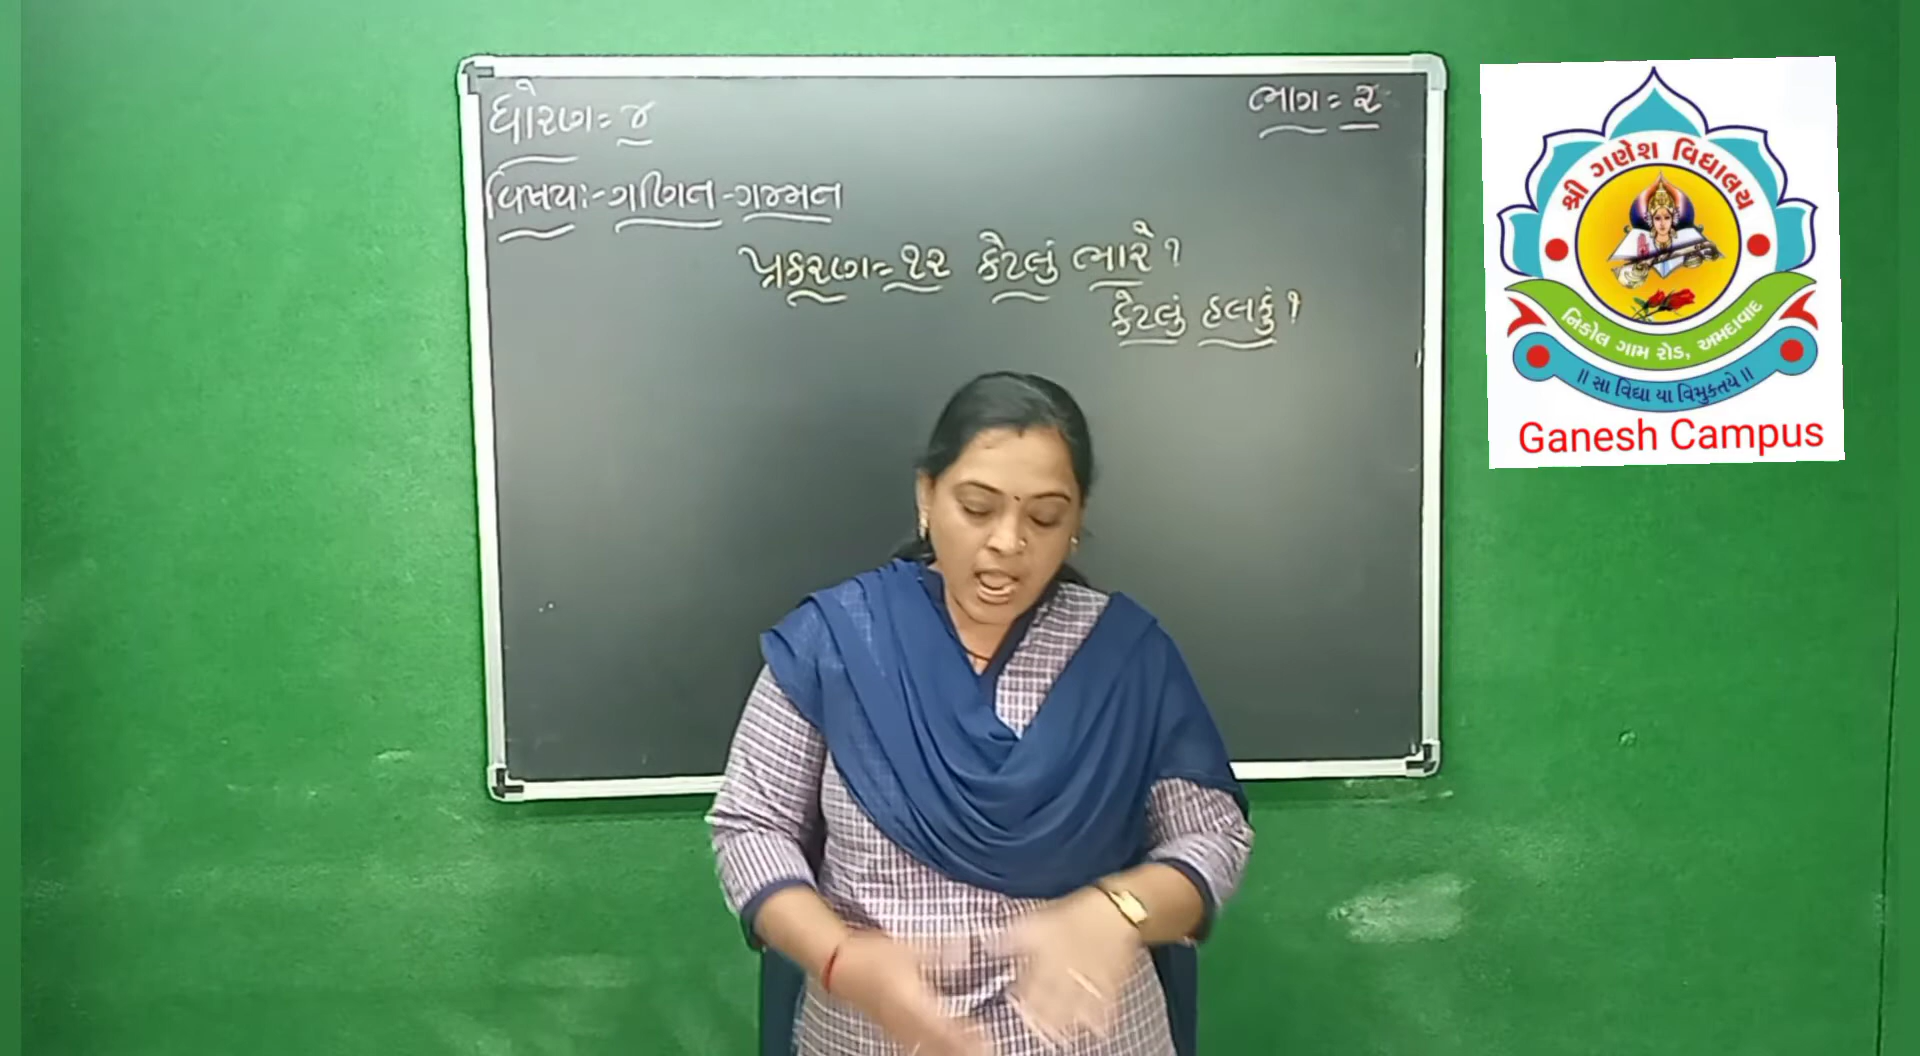 ધોરણ = ૪
ભાગ = ૨
વિષય :- ગણિત - ગમ્મત
પ્રકરણ = ૧૨ કેટલું ભારે ?
કેટલું હલકું ?
શ્રી ગણેશ વિદ્યાલય
નિકોલ ગામ રોડ, અમદાવાદ
॥ સા વિદ્યા યા વિમુક્તયે ॥
Ganesh Campus